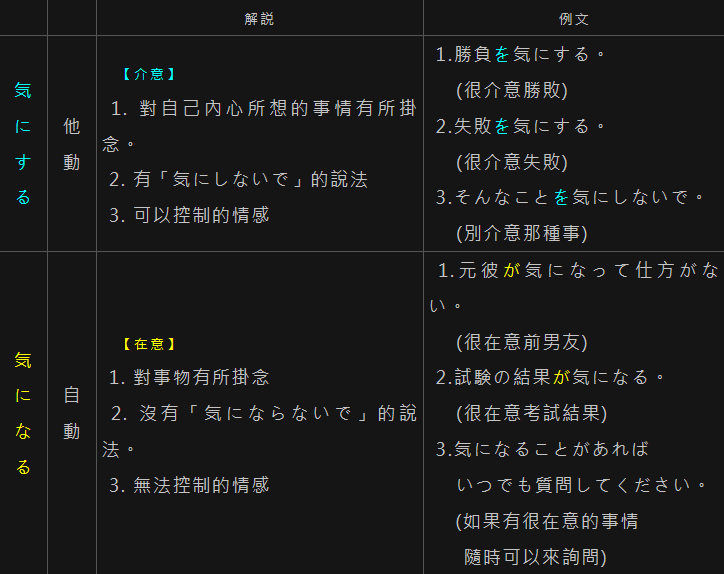 解説
例文
気にする
他動
【介意】
1. 對自己內心所想的事情有所掛
念。
2. 有「気にしないで」的說法
3. 可以控制的情感
1.勝負を気にする。
(很介意勝敗)
2.失敗を気にする。
(很介意失敗)
3.そんなことを気にしないで。
(別介意那種事)
気になる
自動
【在意】
1. 對事物有所掛念
2. 沒有「気にならないで」的說
法。
3. 無法控制的情感
1.元彼が気になって仕方がな
い。
(很在意前男友)
2.試験の結果が気になる。
(很在意考試結果)
3.気になることがあれば
いつでも質問してください。
(如果有很在意的事情
隨時可以來詢問)